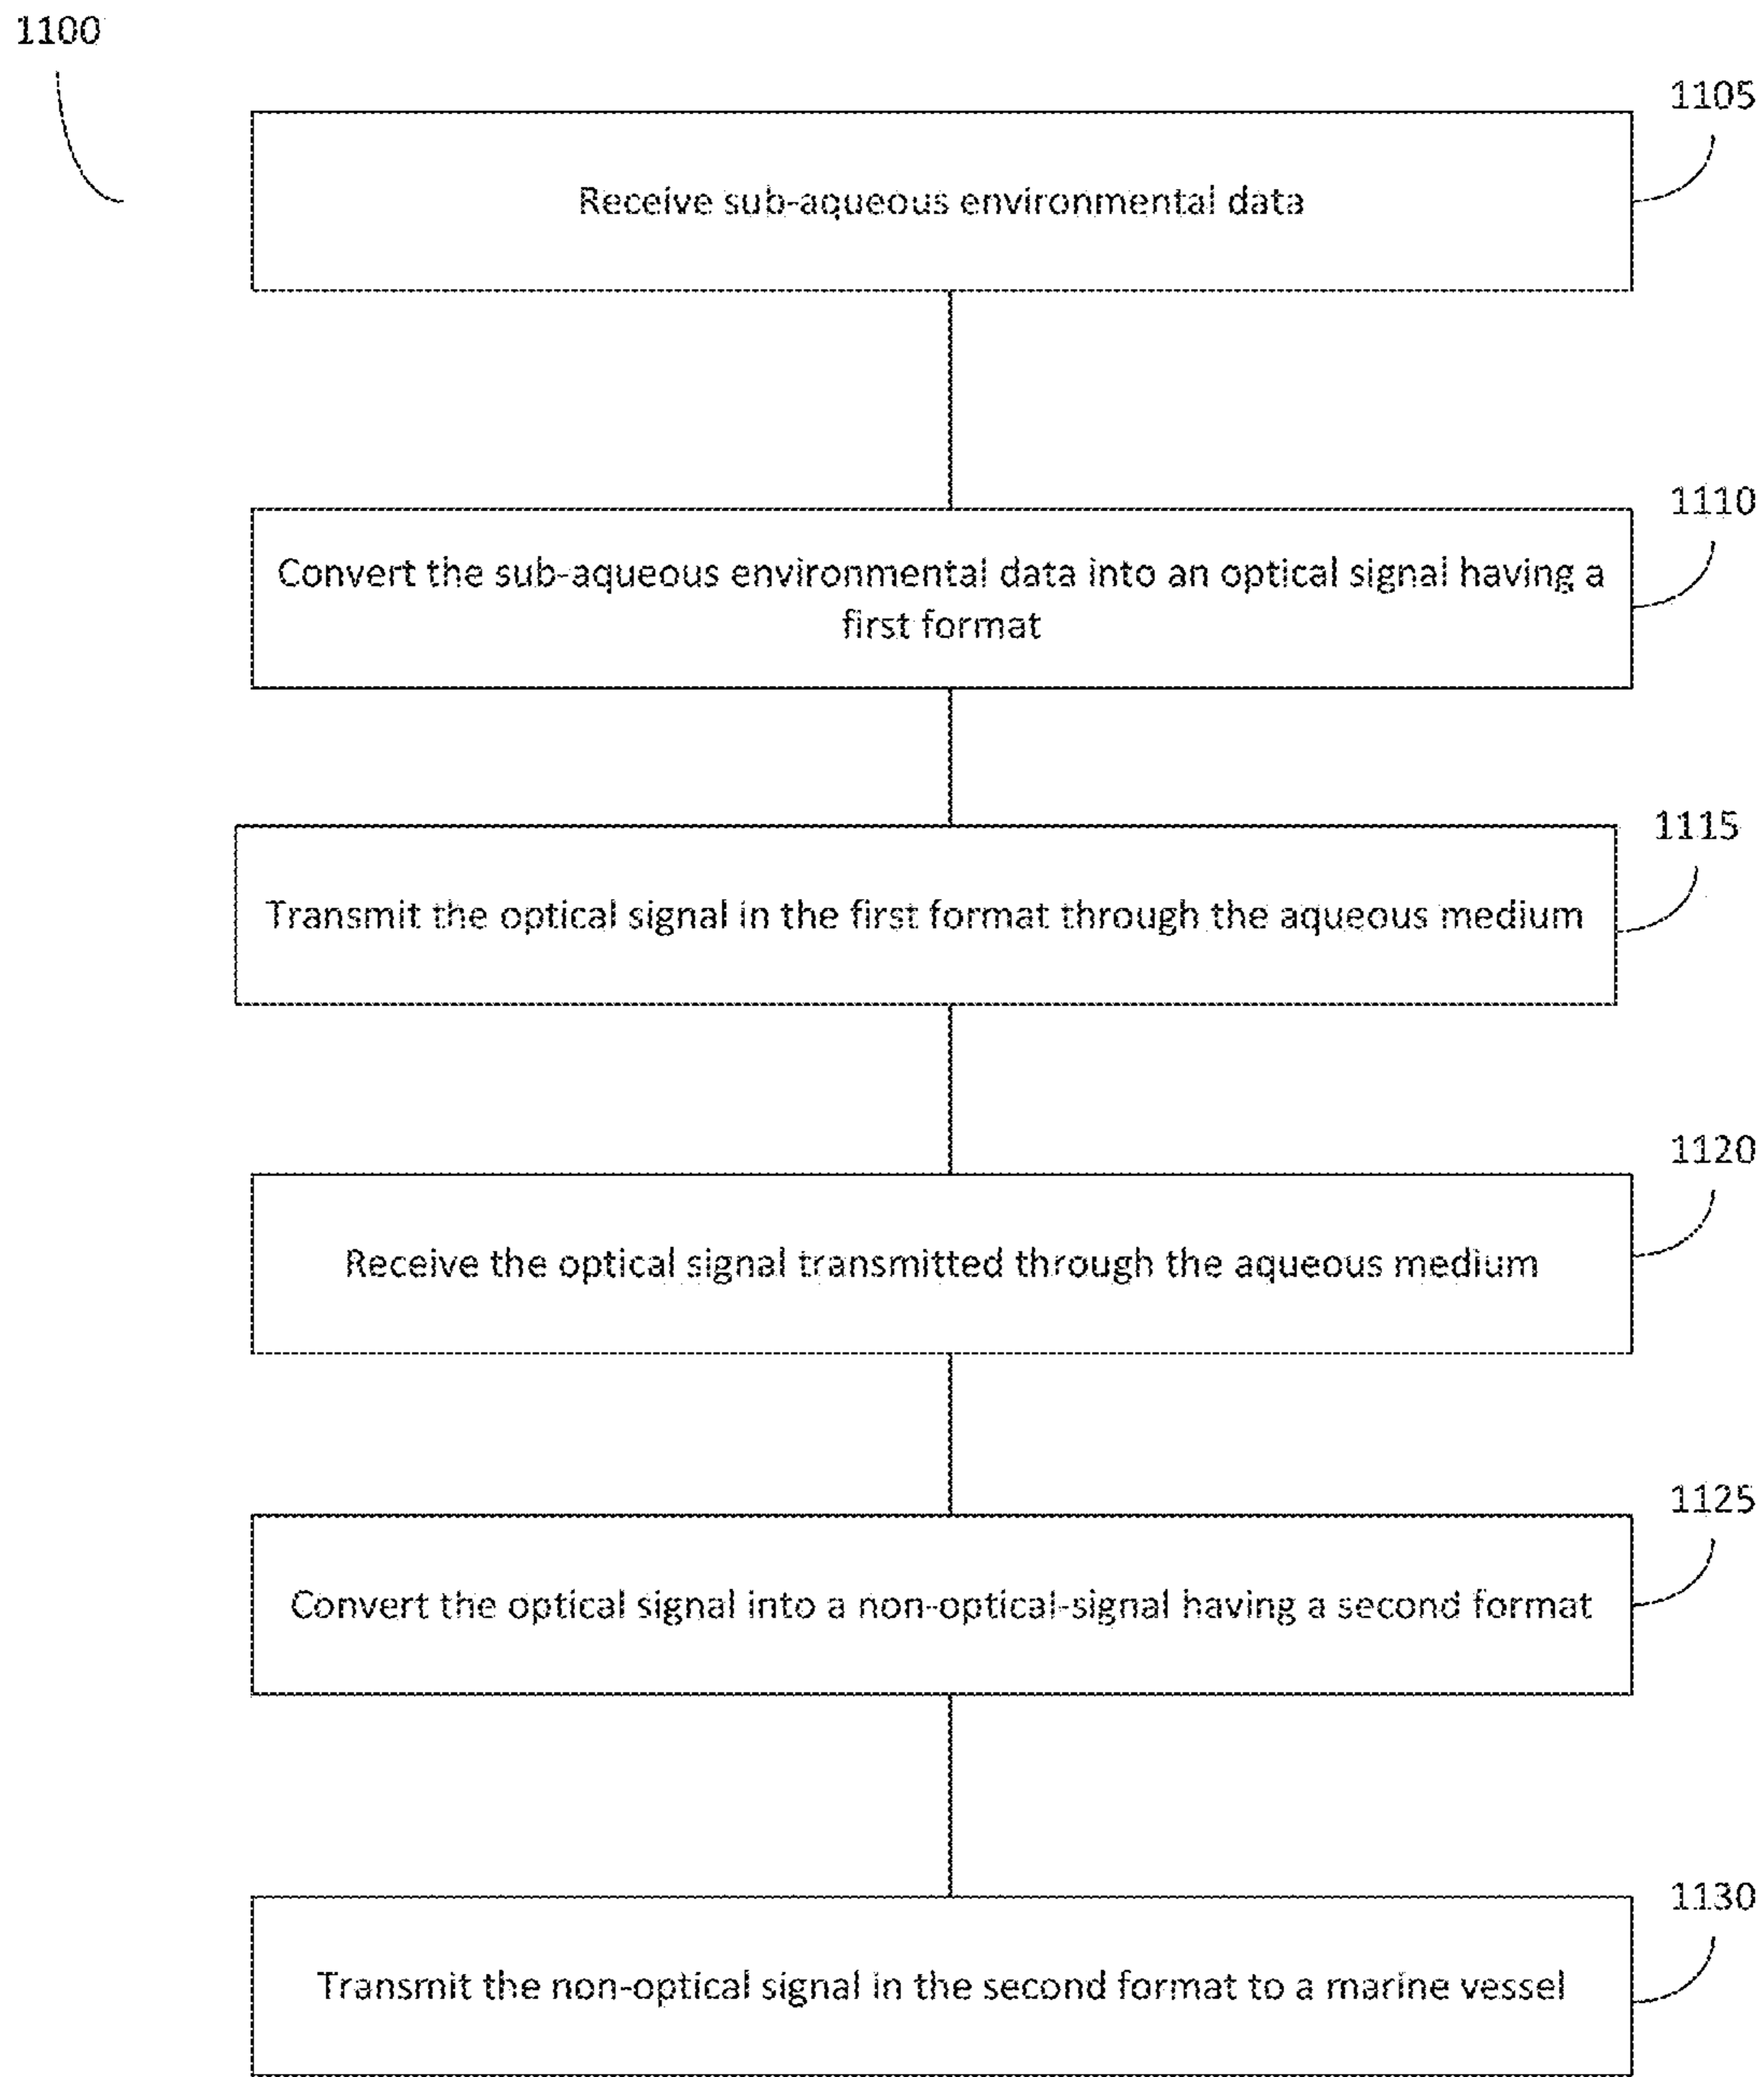 1100
1105
Receive sub-aqueous environmental data
1110
Convert the sub-aqueous environmental data into an optical signal having a
first format
1115
Transmit the optical signal in the first format through the aqueous medium
1120
Receive the optical signal transmitted through the aqueous medium
1125
Convert the optical signal into a non-optical-signal having a second format
1130
Transmit the non-optical signal in the second format to a marine vessel